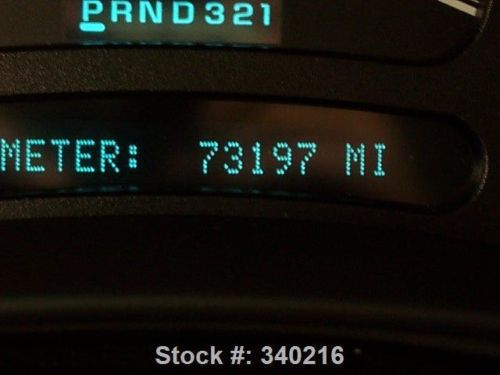 PRND321
METER: 73197 MI
Stock #: 340216